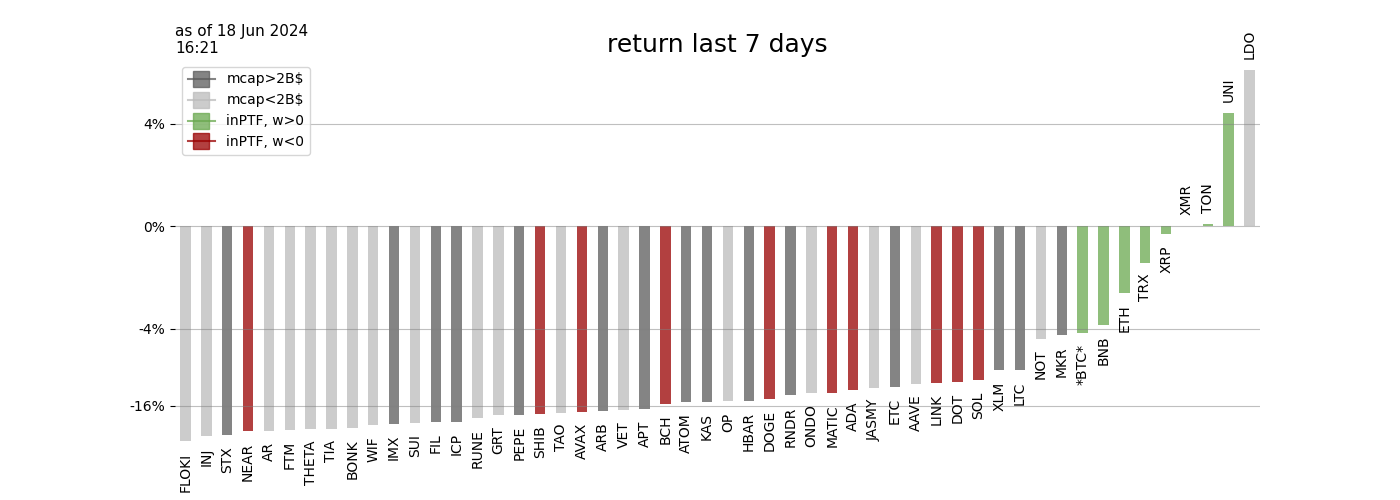 as of 18 Jun 2024
16:21
return last 7 days
mcap>2B$
mcap<2B$
inPTF, w>0
inPTF, w<0
4%
0%
-4%
-16%
FLOKI
INJ
STX
NEAR
AR
FTM
THETA
TIA
BONK
WIF
IMX
SUI
FIL
ICP
RUNE
GRT
PEPE
SHIB
TAO
AVAX
ARB
VET
APT
BCH
ATOM
KAS
OP
HBAR
DOGE
RNDR
ONDO
MATIC
ADA
JASMY
ETC
AAVE
LINK
DOT
SOL
XLM
LTC
NOT
MKR
*BTC*
BNB
ETH
TRX
XRP
XMR
TON
UNI
LDO